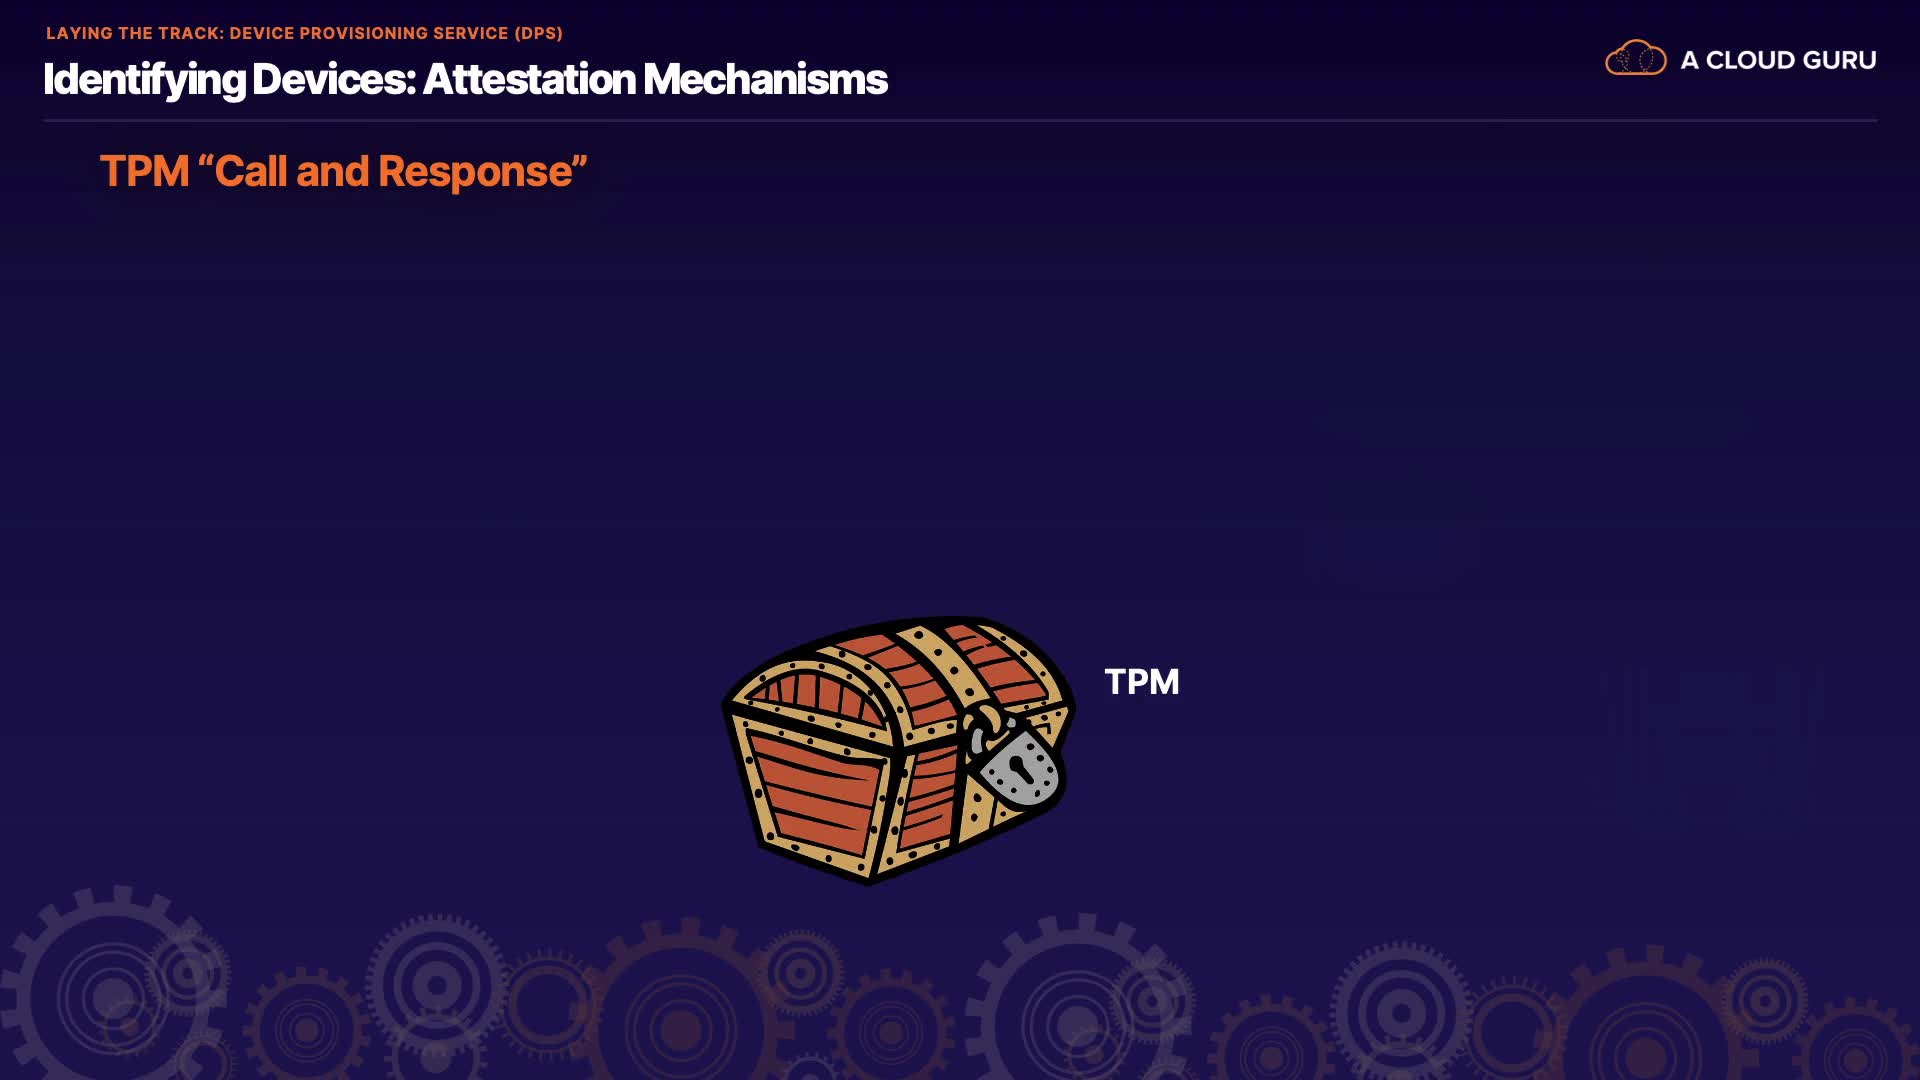 LAYING THE TRACK: DEVICE PROVISIONING SERVICE (DPS)
Identifying Devices: Attestation Mechanisms
A CLOUD GURU
TPM “Call and Response”
TPM